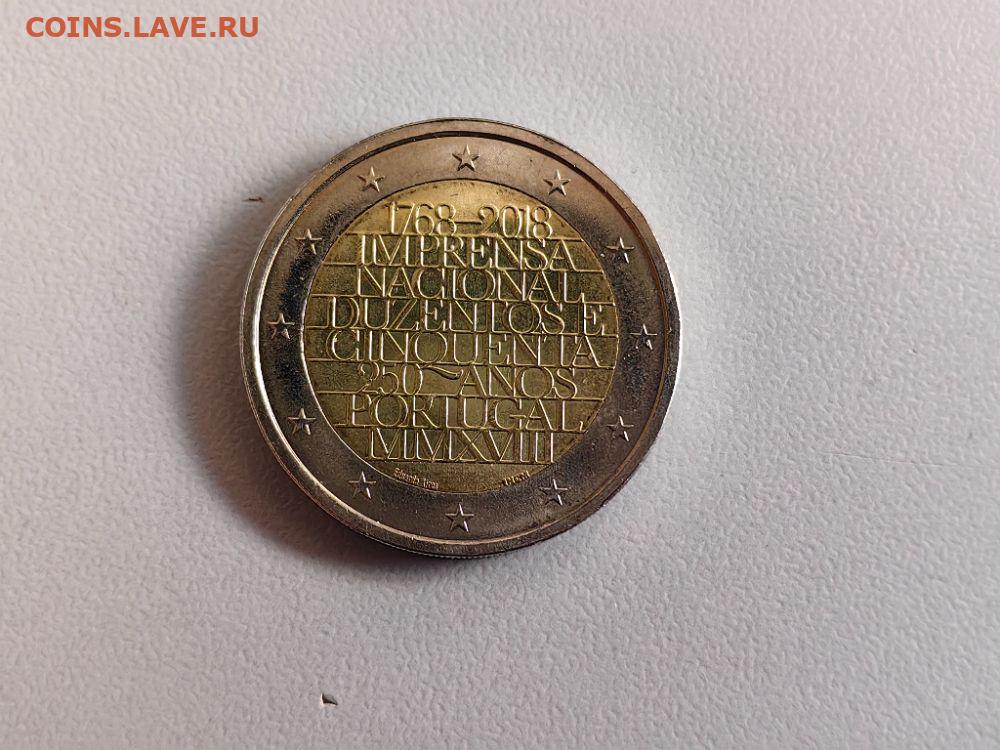 COINS.LAVE.RU
1768–2018
IMPRENSA
NACIONAL
DUZENTOS E
CINQUENTA
250~ANOS
PORTUGAL
MMXVIII